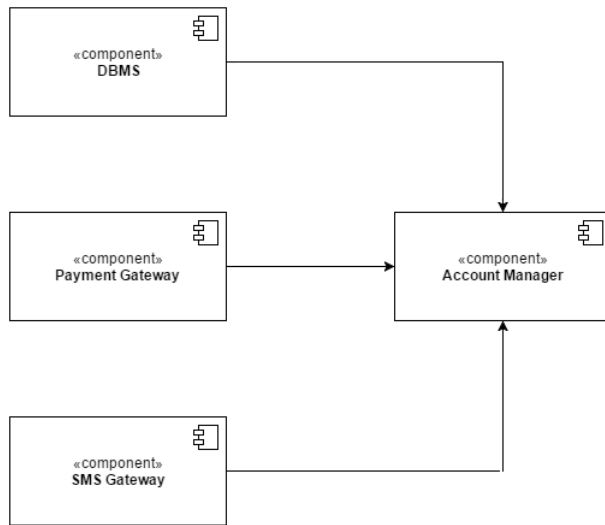 «component»
DBMS
«component»
Payment Gateway
«component»
Account Manager
«component»
SMS Gateway